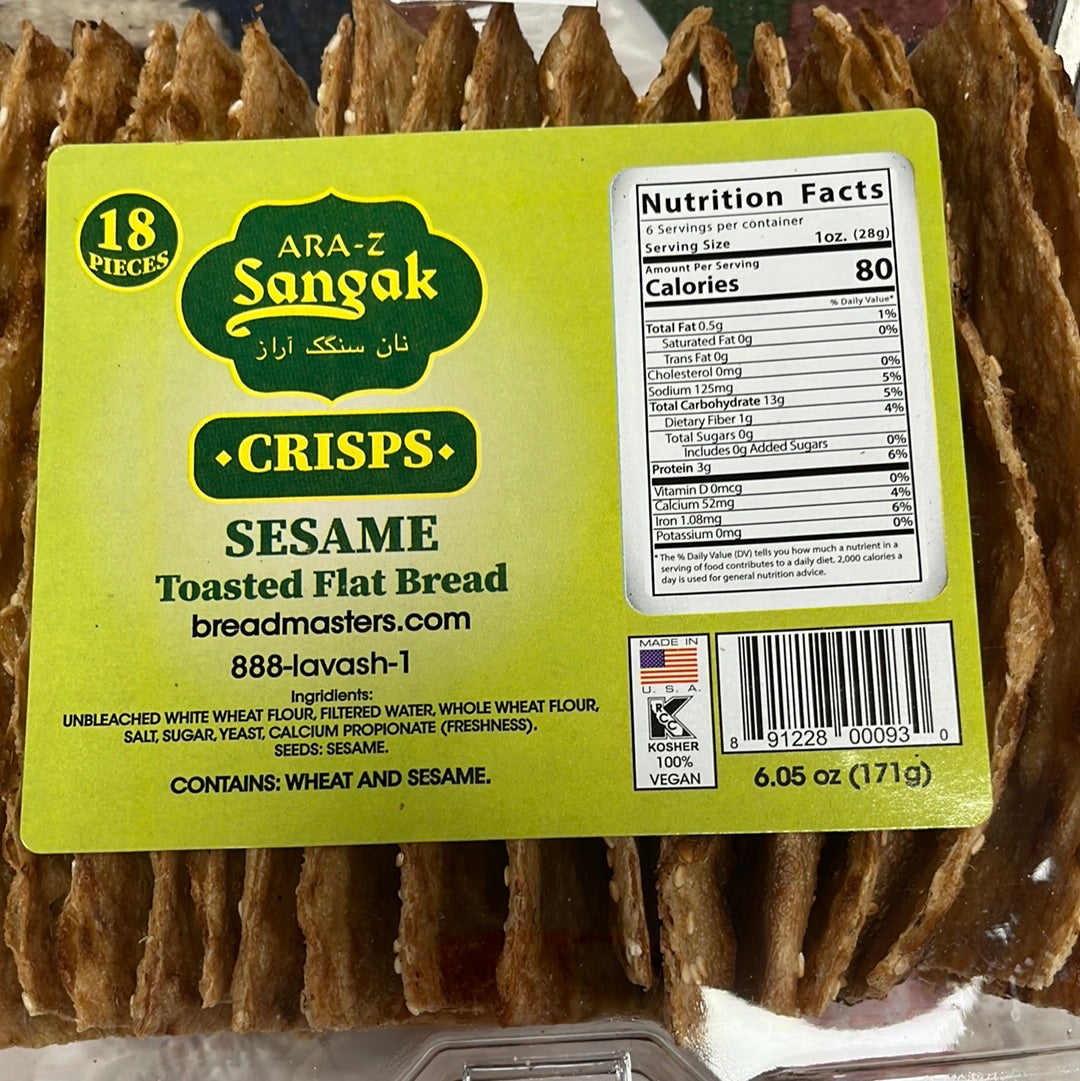 18
PIECES
ARA-Z
Sangak
نان سنگک آراز
CRISPS
SESAME
Toasted Flat Bread
breadmasters.com
888-lavash-1
Ingridients:
UNBLEACHED WHITE WHEAT FLOUR, FILTERED WATER, WHOLE WHEAT FLOUR,
SALT, SUGAR, YEAST, CALCIUM PROPIONATE (FRESHNESS).
SEEDS: SESAME.
CONTAINS: WHEAT AND SESAME.
Nutrition Facts
6 Servings per container
Serving Size 1oz. (28g)
Amount Per Serving
Calories 80
% Daily Value*
Total Fat 0.5g 1%
Saturated Fat 0g 0%
Trans Fat 0g
Cholesterol 0mg 0%
Sodium 125mg 5%
Total Carbohydrate 13g 5%
Dietary Fiber 1g 4%
Total Sugars 0g
Includes 0g Added Sugars 0%
Protein 3g 6%
Vitamin D 0mcg 0%
Calcium 52mg 4%
Iron 1.08mg 6%
Potassium 0mg 0%
* The % Daily Value (DV) tells you how much a nutrient in a
serving of food contributes to a daily diet. 2,000 calories a
day is used for general nutrition advice.
MADE IN
U. S. A.
K
RCC
KOSHER
100%
VEGAN
8 91228 00093 0
6.05 oz (171g)